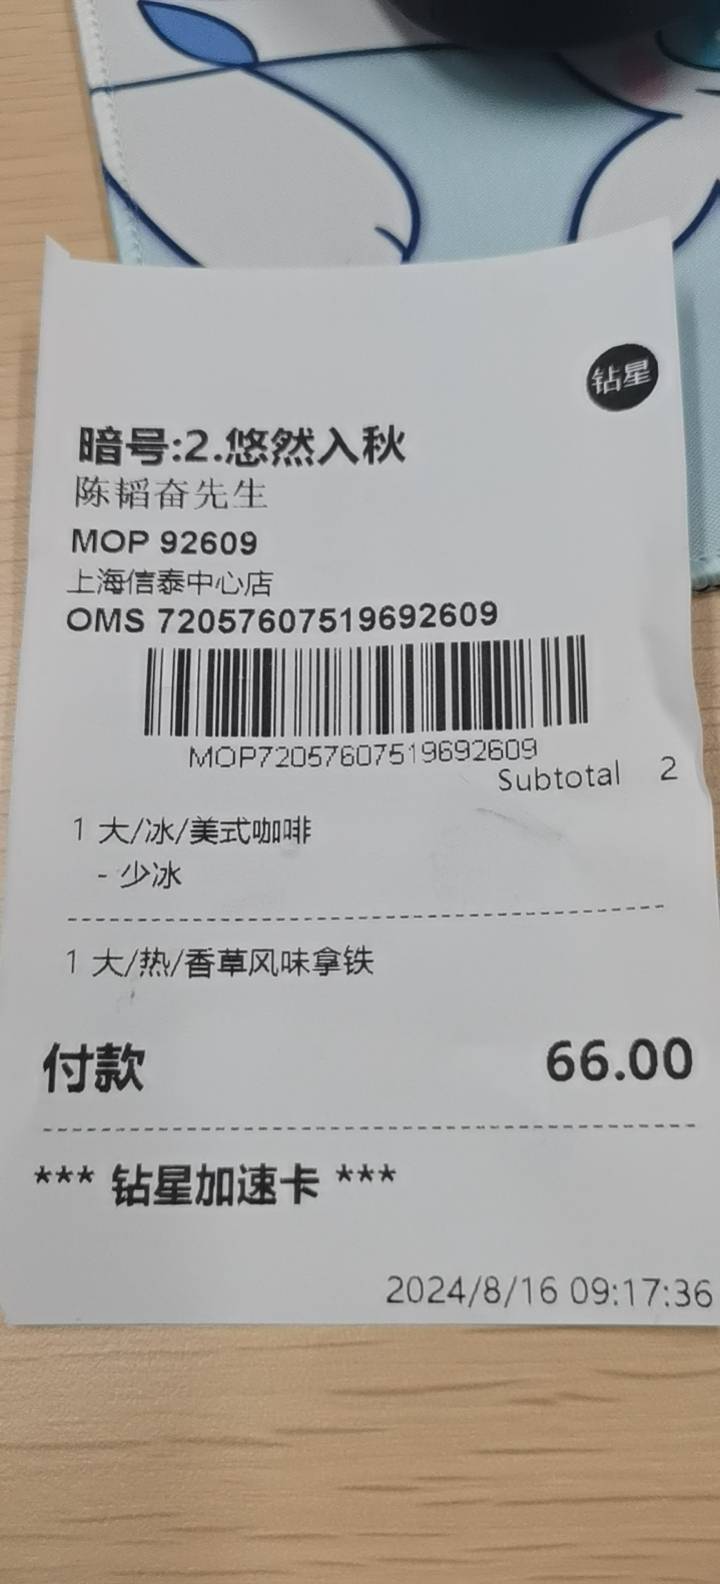 钻星
暗号:2.悠然入秋
陈韬奋先生
MOP 92609
上海信泰中心店
OMS 72057607519692609
MOP72057607519692609
Subtotal 2
1 大/冰/美式咖啡
- 少冰
1 大/热/香草风味拿铁
付款 66.00
*** 钻星加速卡 ***
2024/8/16 09:17:36